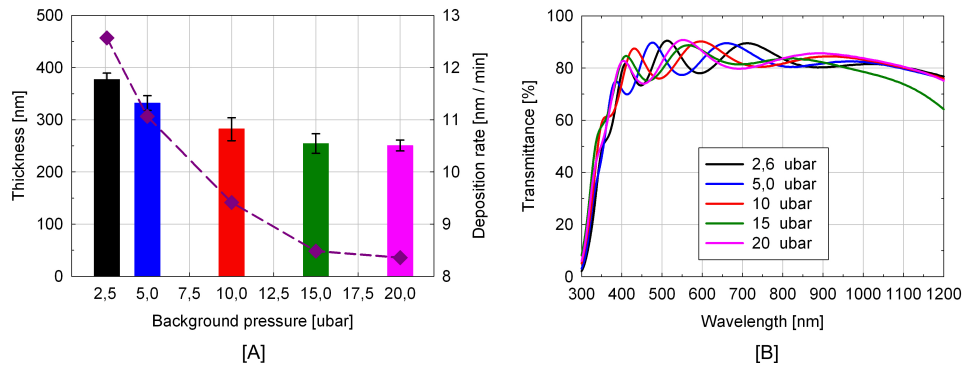 500
400
300
200
100
0
Thickness [nm]
13
12
11
10
9
8
Deposition rate [nm / min]
2,5 5,0 7,5 10,0 12,5 15,0 17,5 20,0
Background pressure [ubar]
[A]
100
80
60
40
20
0
Transmittance [%]
2,6 ubar
5,0 ubar
10 ubar
15 ubar
20 ubar
300 400 500 600 700 800 900 1000 1100 1200
Wavelength [nm]
[B]